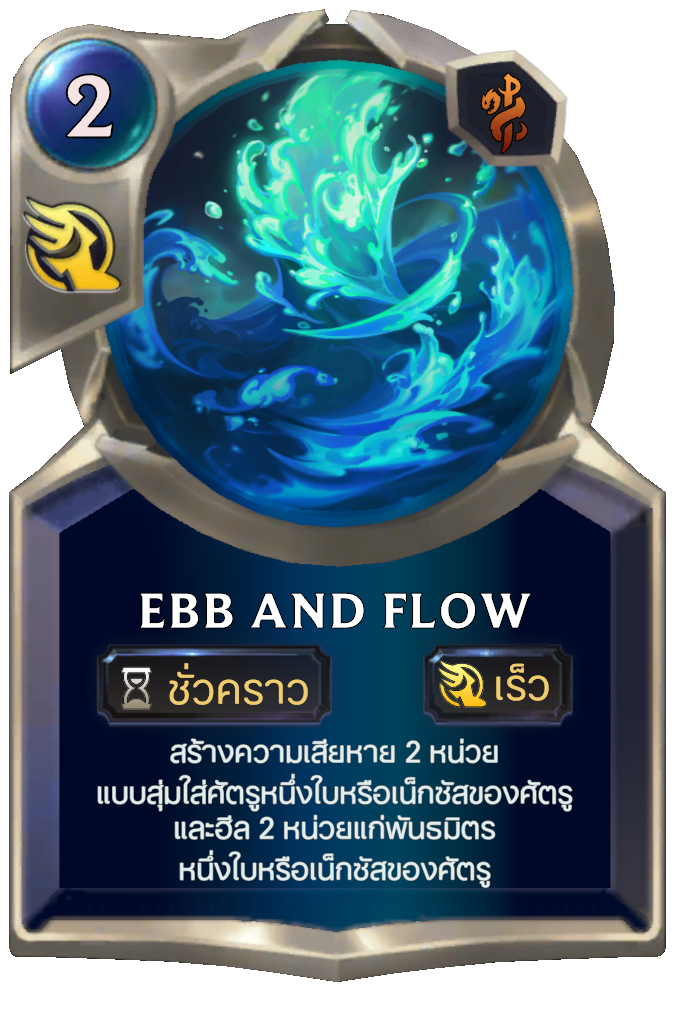 2
EBB AND FLOW
ชั่วคราว
เร็ว
สร้างความเสียหาย 2 หน่วย
แบบสุ่มใส่ศัตรูหนึ่งใบหรือเน็กซัสของศัตรู
และฮีล 2 หน่วยแก่พันธมิตร
หนึ่งใบหรือเน็กซัสของศัตรู